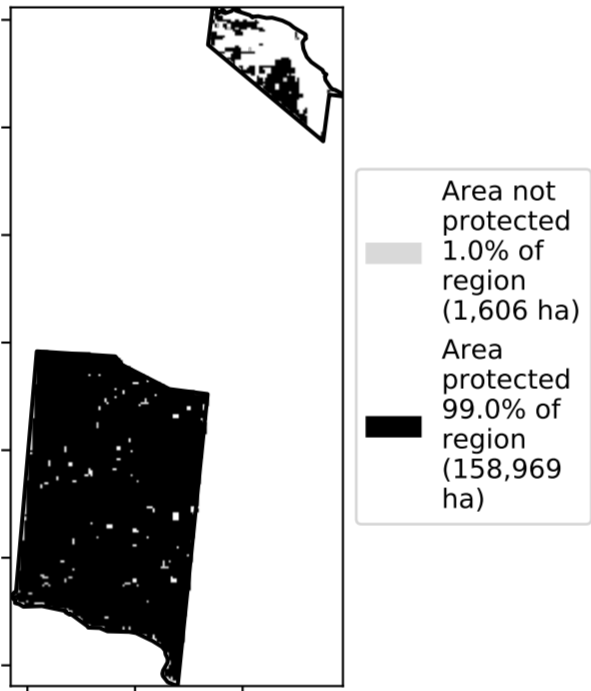 Area not
protected
1.0% of
region
(1,606 ha)
Area
protected
99.0% of
region
(158,969
ha)